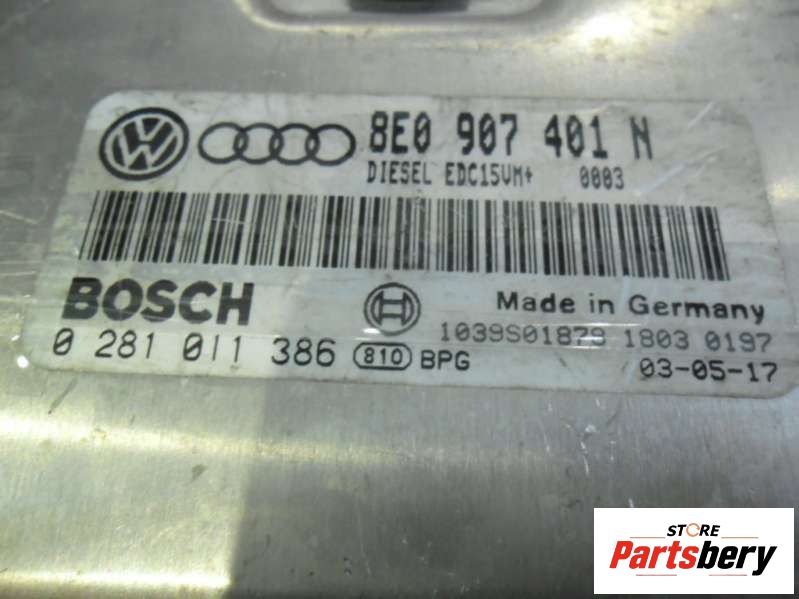 8E0 907 401 N
DIESEL EDC15VM+ 0003
BOSCH
Made in Germany
1039S01879 1803 0197
0 281 011 386 810 BPG
03-05-17
STORE
Partsbery